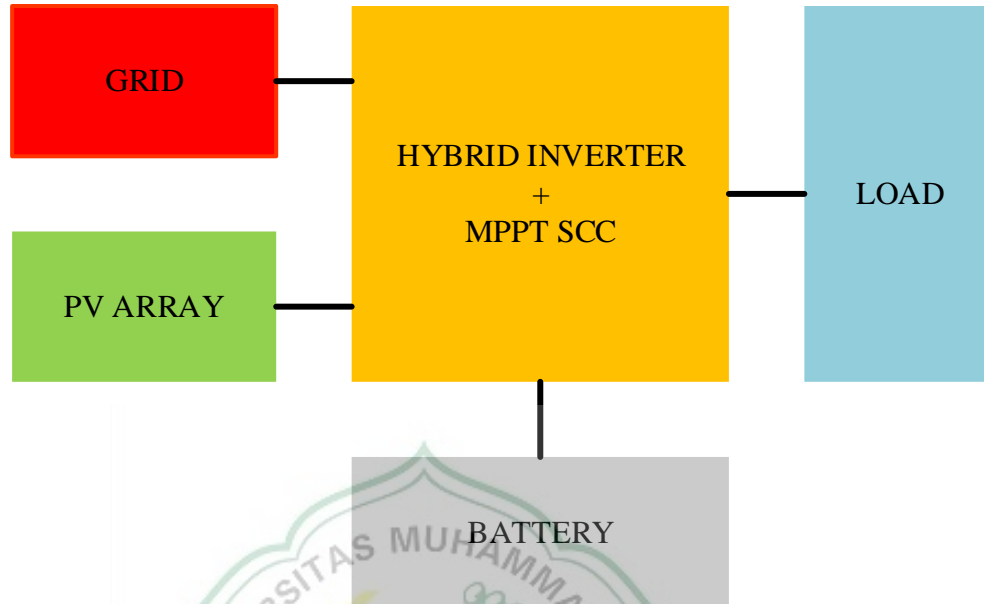 GRID
HYBRID INVERTER
+
MPPT SCC
LOAD
PV ARRAY
BATTERY
SITAS MUHAMMA